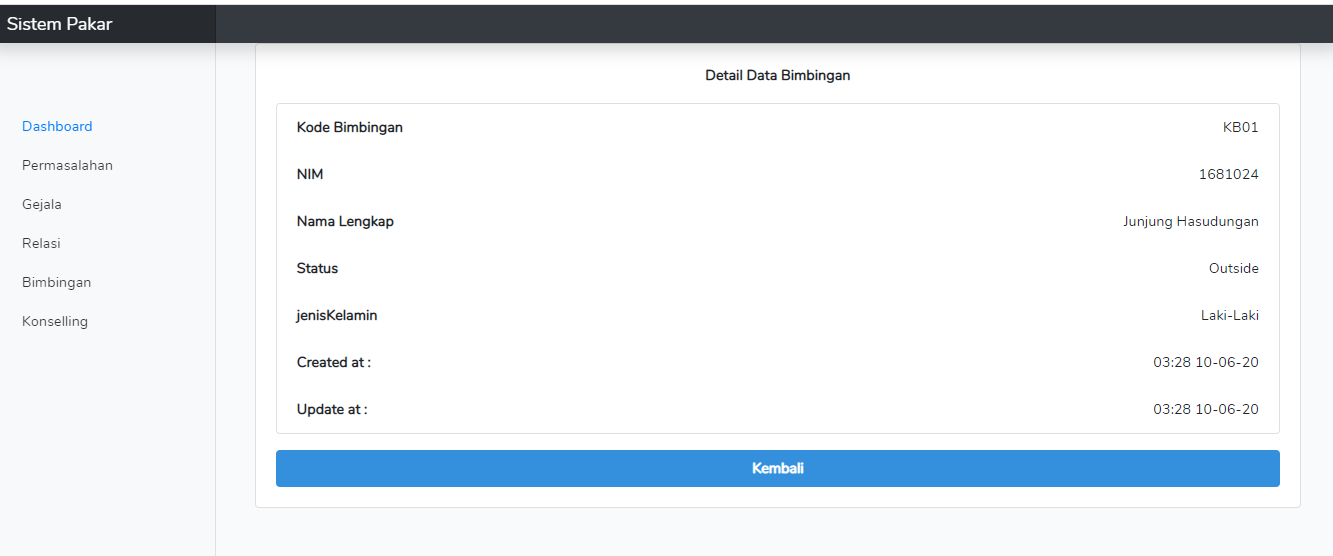 Sistem Pakar
Dashboard
Permasalahan
Gejala
Relasi
Bimbingan
Konselling
Detail Data Bimbingan
Kode Bimbingan KB01
NIM 1681024
Nama Lengkap Junjung Hasudungan
Status Outside
jenisKelamin Laki-Laki
Created at : 03:28 10-06-20
Update at : 03:28 10-06-20
Kembali